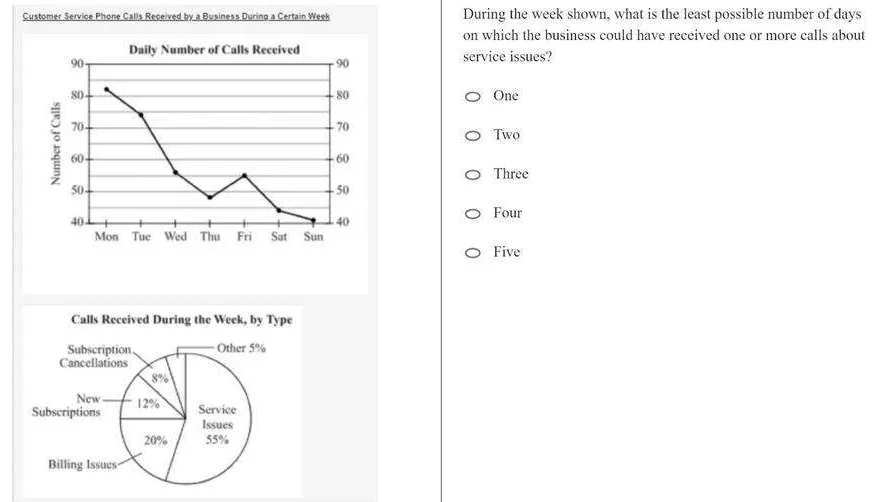 Customer Service Phone Calls Received by a Business During a Certain Week
Daily Number of Calls Received
Number of Calls
90 90
80 80
70 70
60 60
50 50
40 40
Mon Tue Wed Thu Fri Sat Sun
Calls Received During the Week, by Type
Subscription
Cancellations
Other 5%
8%
New
Subscriptions
12%
Service
Issues
55%
20%
Billing Issues
During the week shown, what is the least possible number of days
on which the business could have received one or more calls about
service issues?
One
Two
Three
Four
Five